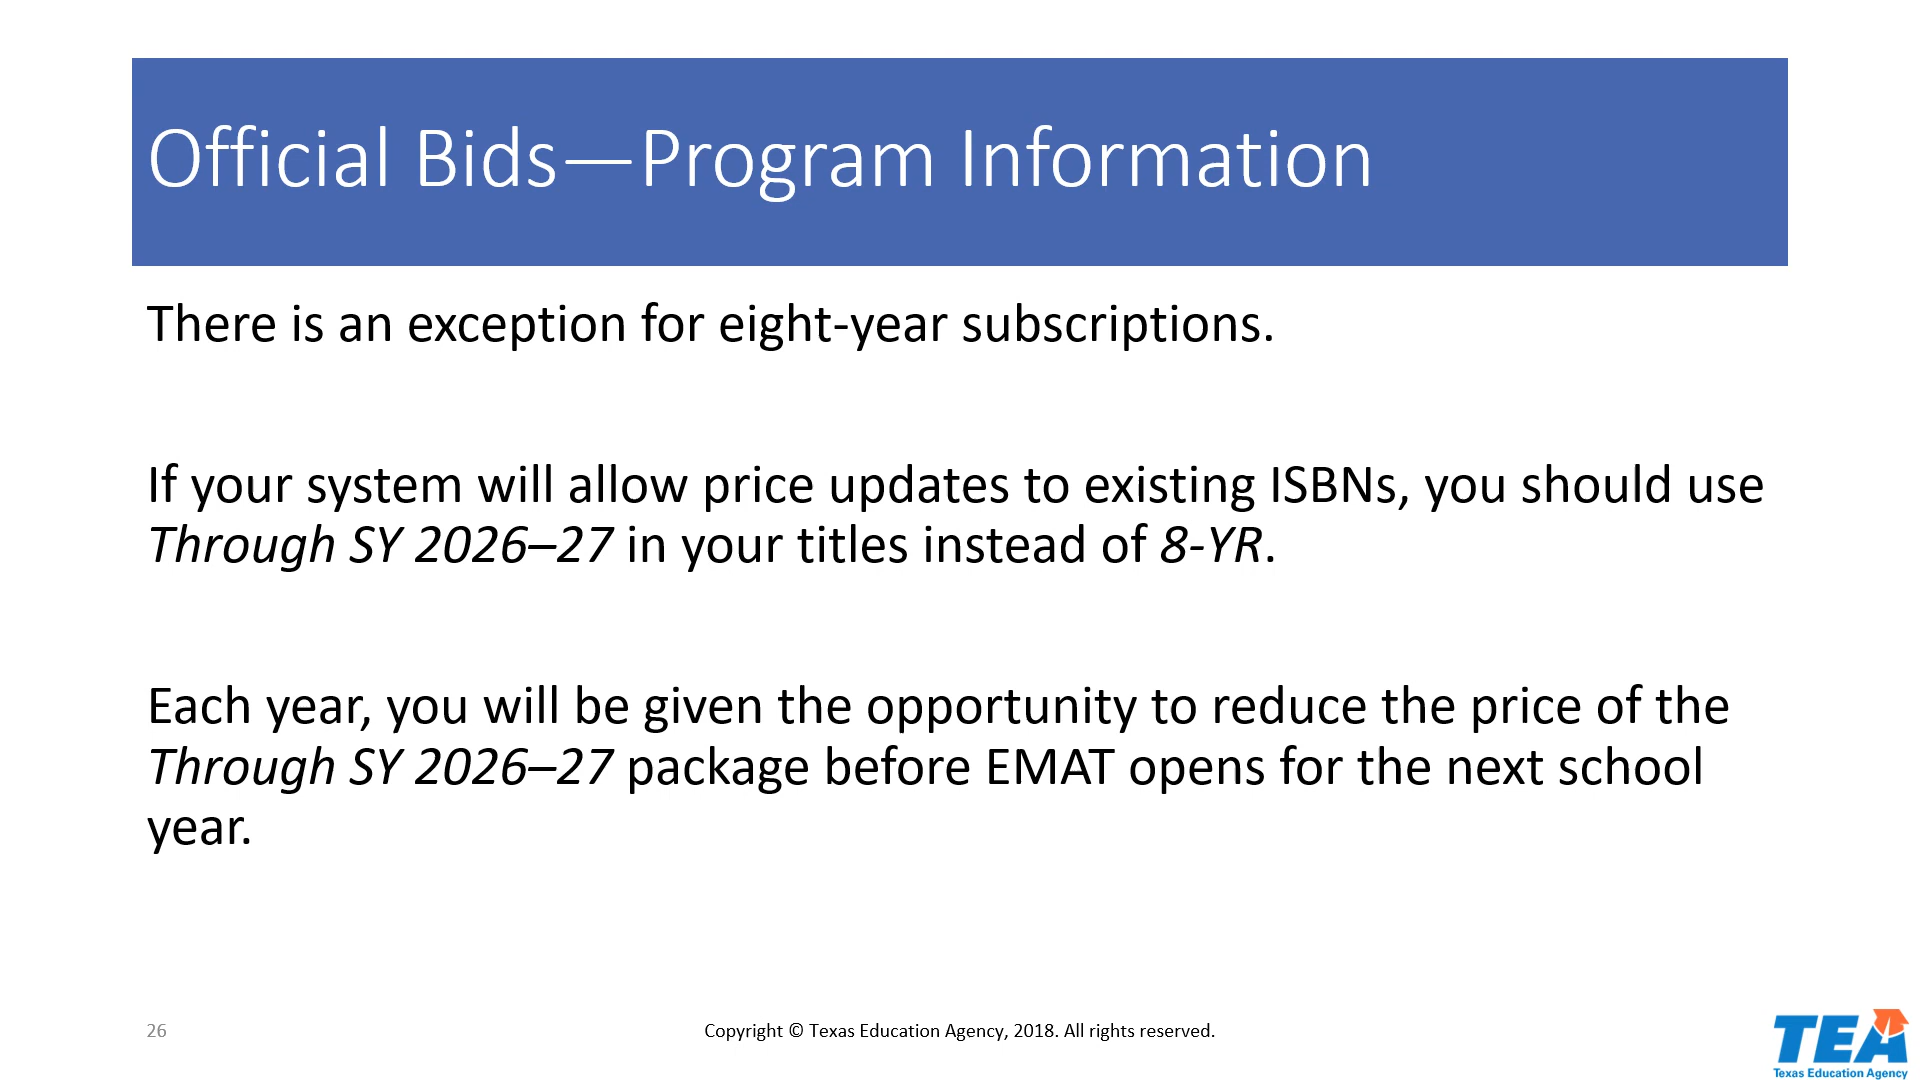 Official Bids—Program Information
There is an exception for eight-year subscriptions.
If your system will allow price updates to existing ISBNs, you should use
Through SY 2026–27 in your titles instead of 8-YR.
Each year, you will be given the opportunity to reduce the price of the
Through SY 2026–27 package before EMAT opens for the next school
year.
26
Copyright © Texas Education Agency, 2018. All rights reserved.
TEA
Texas Education Agency